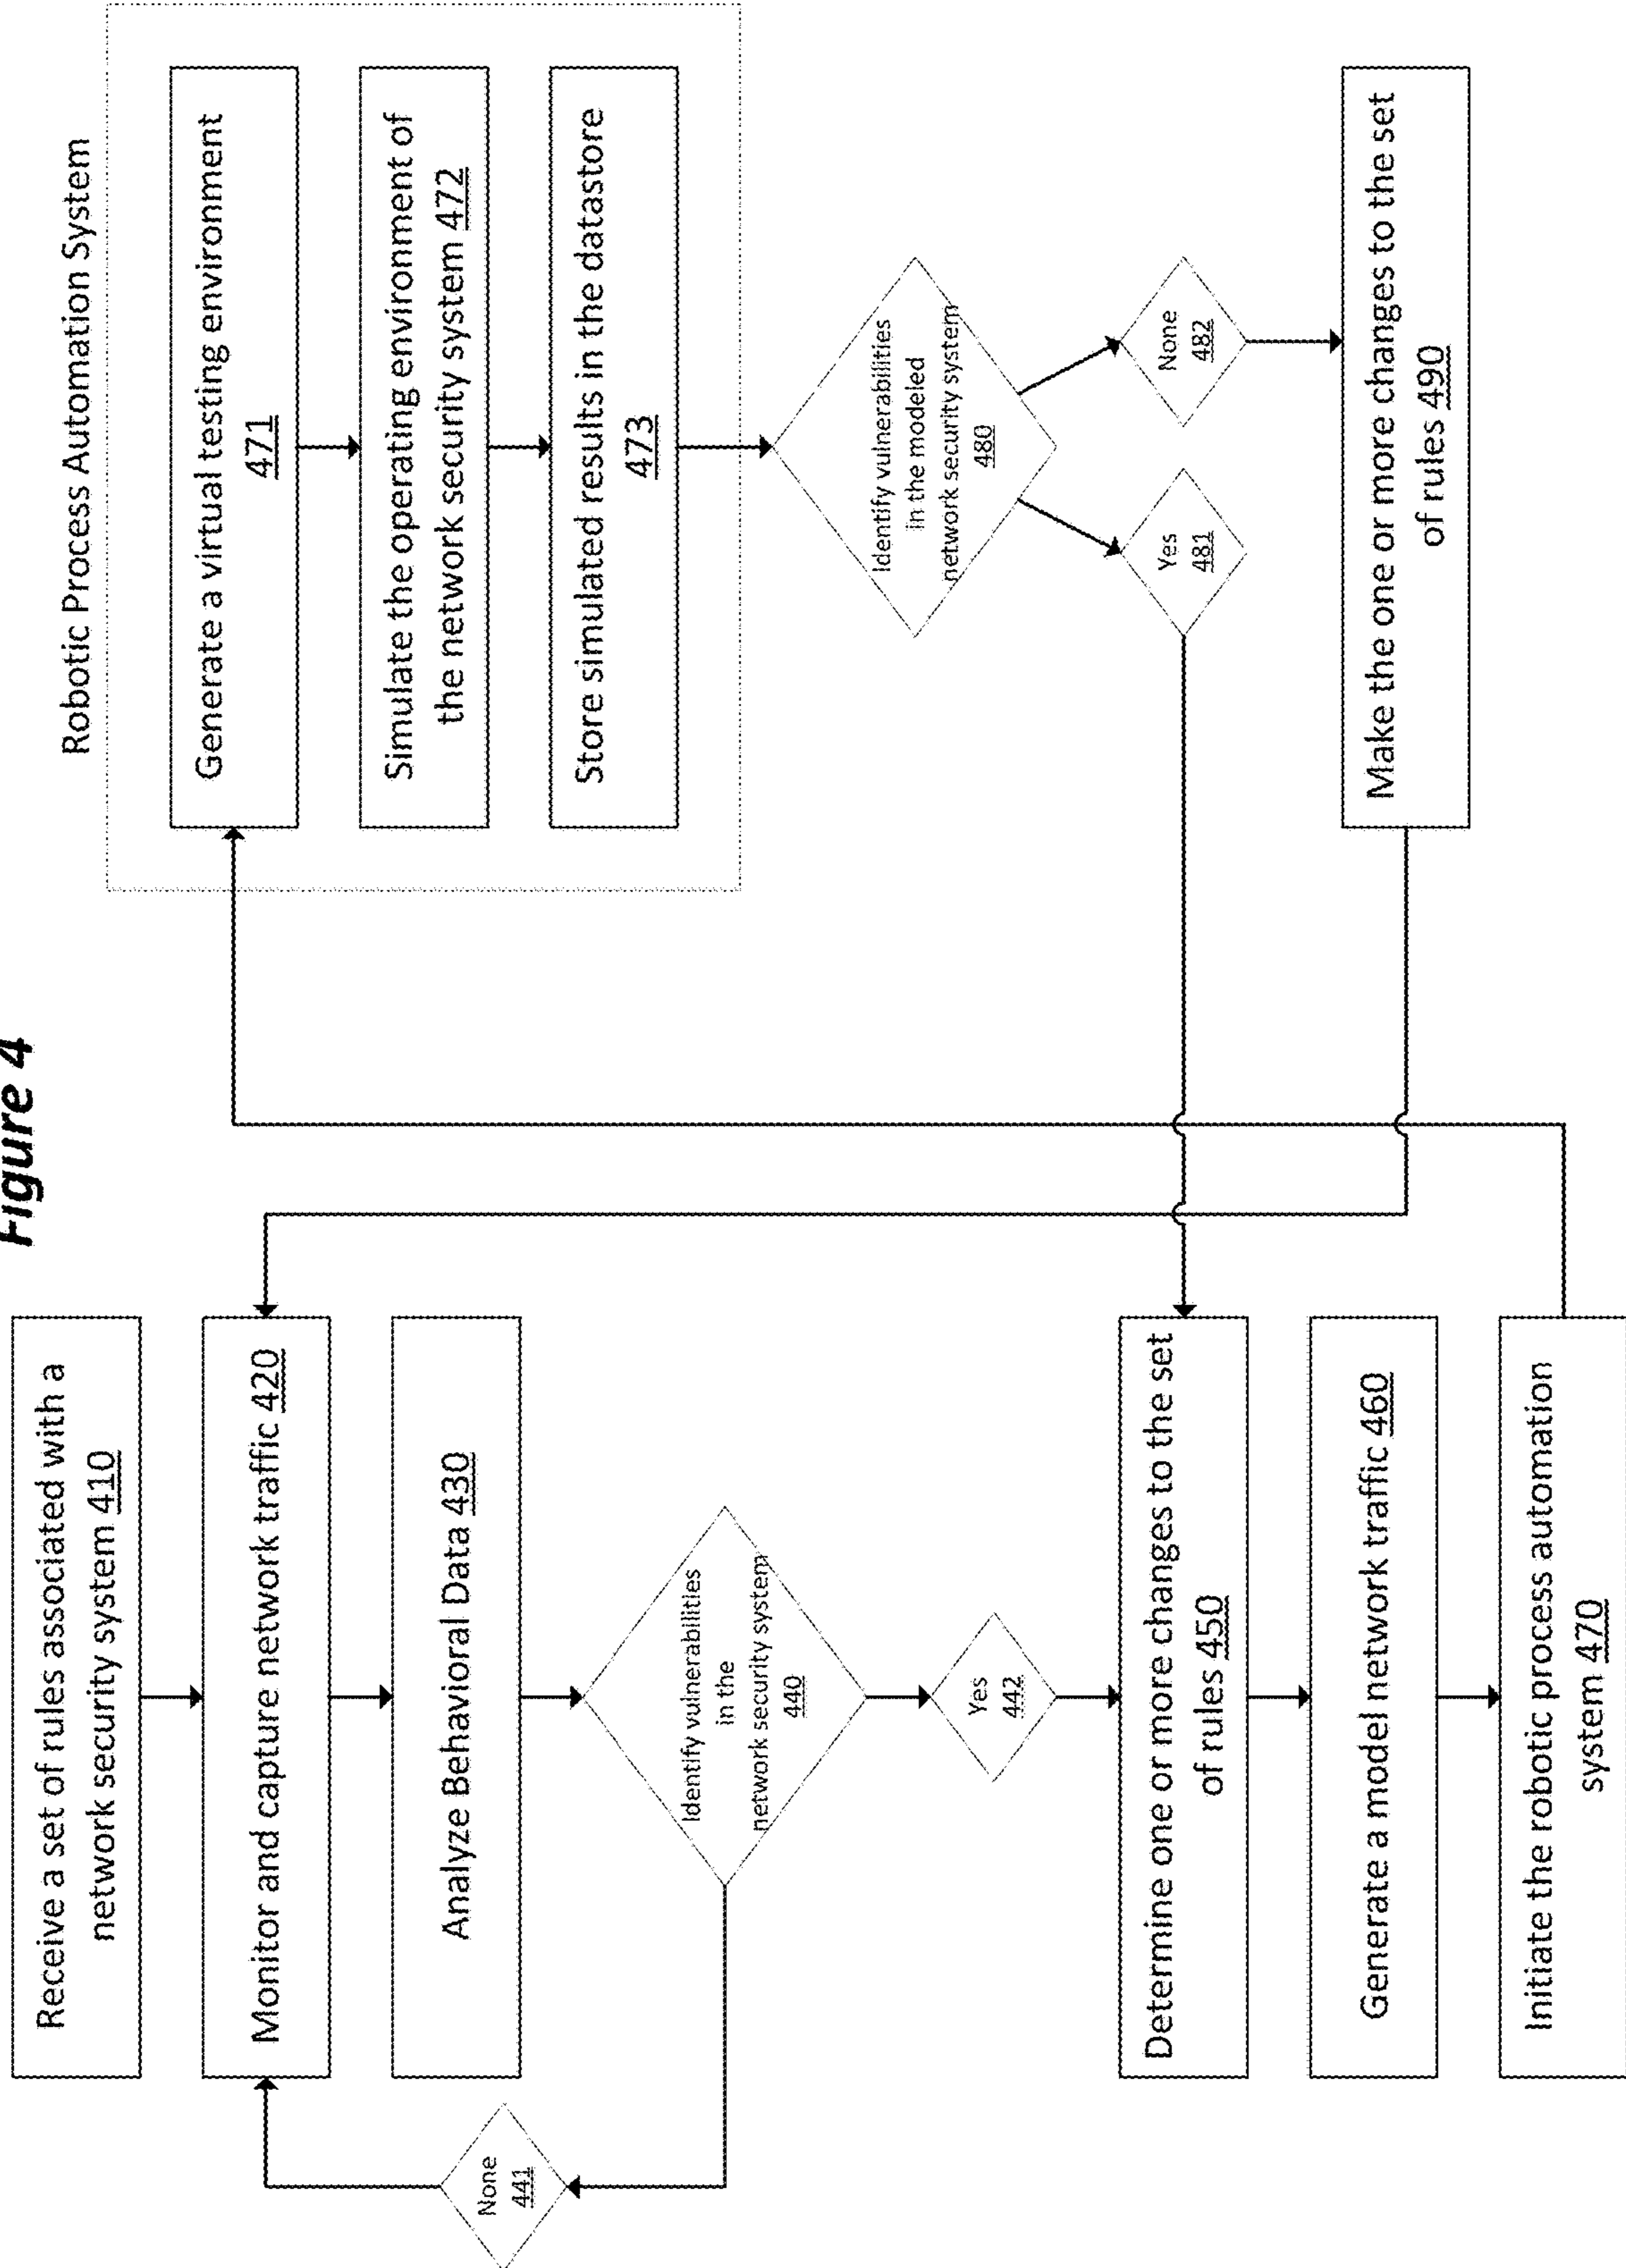 Figure 4
Receive a set of rules associated with a
network security system 410
Monitor and capture network traffic 420
Analyze Behavioral Data 430
Identify vulnerabilities
in the
network security system
440
None
441
Yes
442
Determine one or more changes to the set
of rules 450
Generate a model network traffic 460
Initiate the robotic process automation
system 470
Robotic Process Automation System
Generate a virtual testing environment
471
Simulate the operating environment of
the network security system 472
Store simulated results in the datastore
473
Identify vulnerabilities
in the modeled
network security system
480
Yes
481
None
482
Make the one or more changes to the set
of rules 490